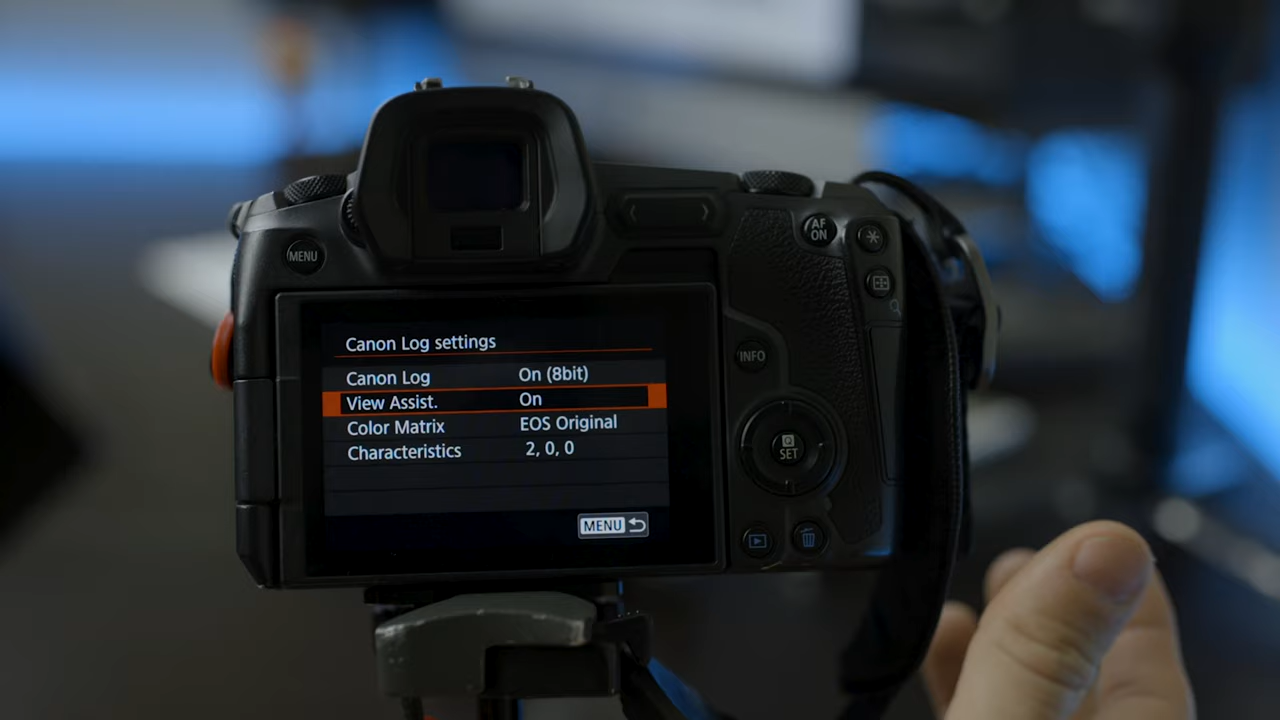 MENU
AF
ON
INFO
Q
SET
Canon Log settings
Canon Log On (8bit)
View Assist. On
Color Matrix EOS Original
Characteristics 2, 0, 0
MENU